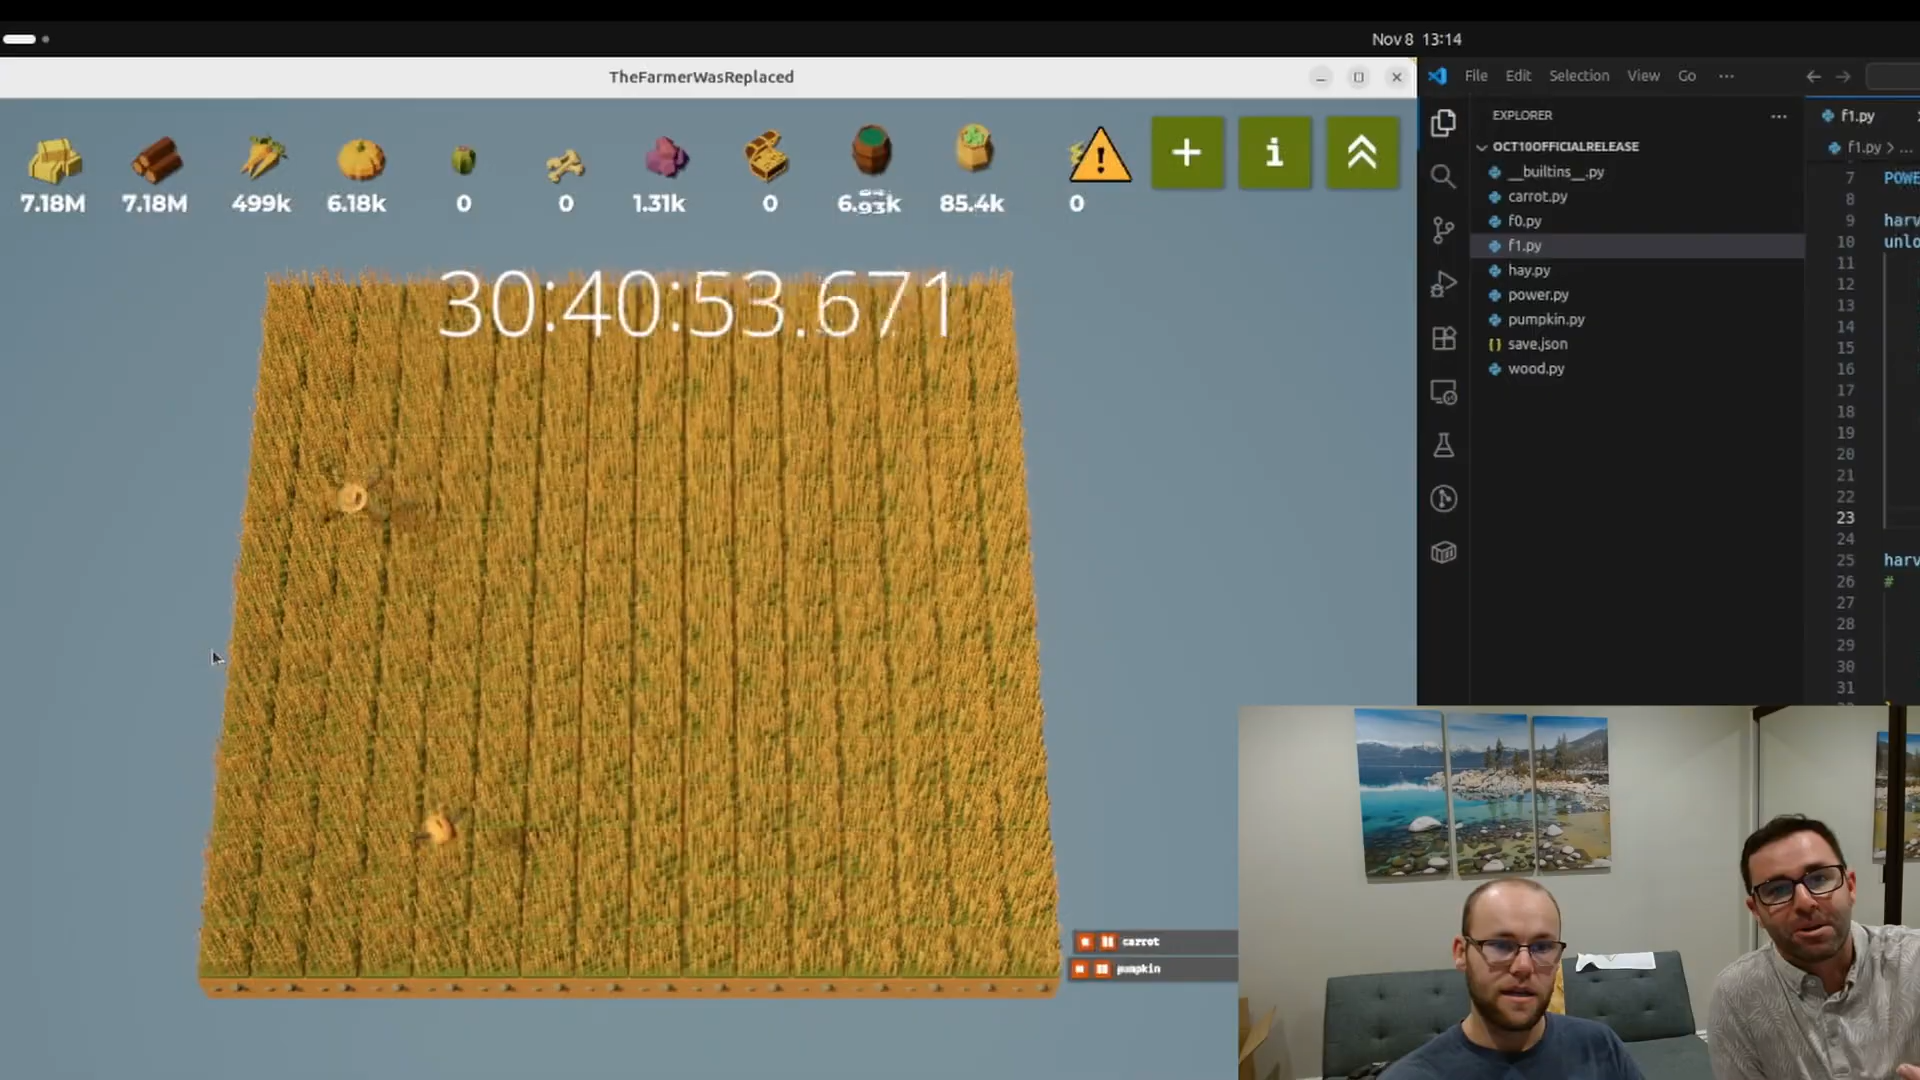 Nov 8 13:14
TheFarmerWasReplaced
File Edit Selection View Go ...
7.18M 7.18M 499k 6.18k 0 0 1.31k 0 85.4k 0
+ i
30:40:53.671
EXPLORER ...
OCT10OFFICIALRELEASE
__builtins__.py
carrot.py
f0.py
f1.py
hay.py
power.py
pumpkin.py
{} save.json
wood.py
f1.py
f1.py > ...
7 POWE
8
9 harv
10 unlo
11
12
13
14
15
16
17
18
19
20
21
22
23
24
25 harv
26 #
27
28
29
30
31
carrot
pumpkin